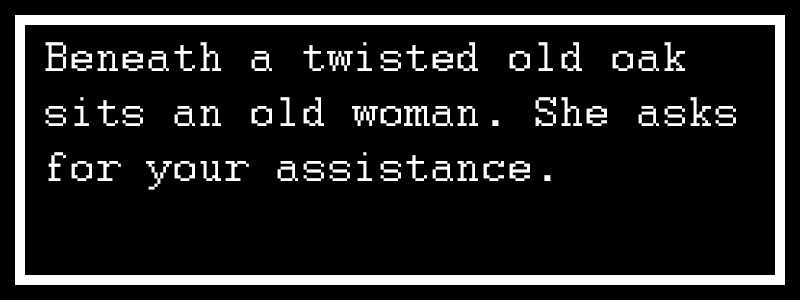 Beneath a twisted old oak
sits an old woman. She asks
for your assistance.